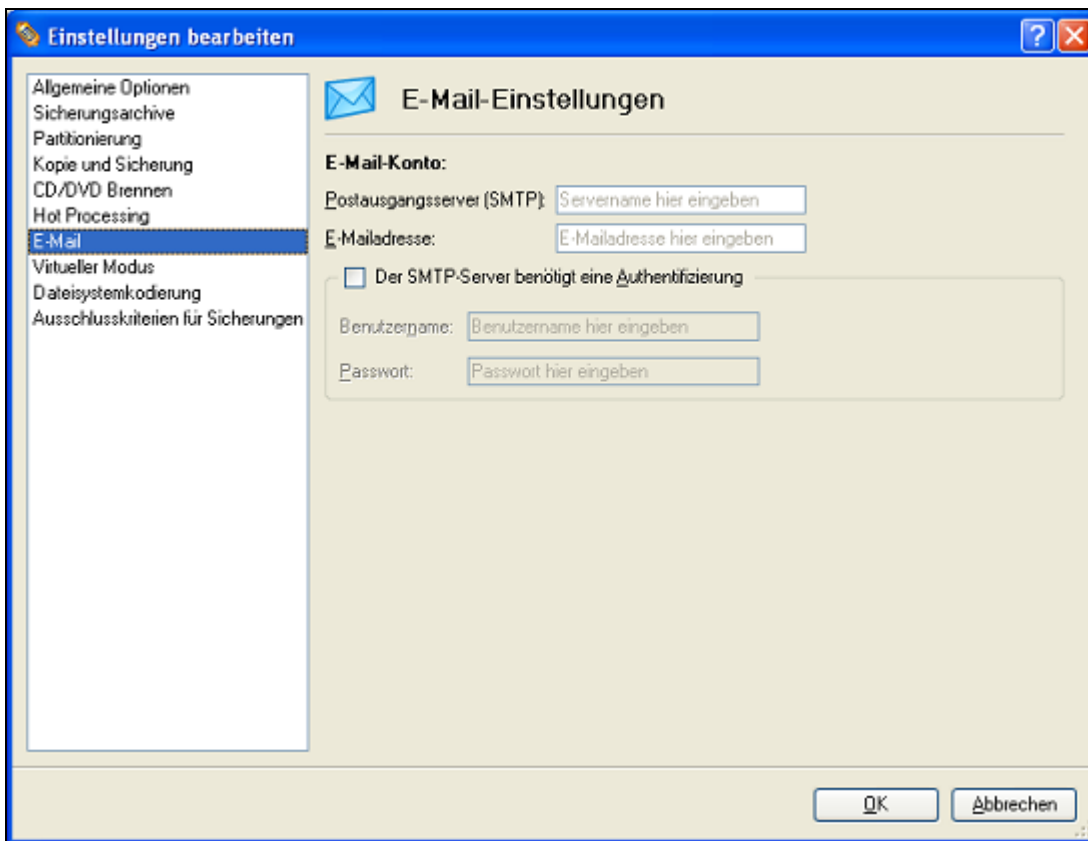 Einstellungen bearbeiten
Allgemeine Optionen
Sicherungsarchive
Partitionierung
Kopie und Sicherung
CD/DVD Brennen
Hot Processing
E-Mail
Virtueller Modus
Dateisystemkodierung
Ausschlusskriterien für Sicherungen
E-Mail-Einstellungen
E-Mail-Konto:
Postausgangsserver (SMTP): Servername hier eingeben
E-Mailadresse: E-Mailadresse hier eingeben
Der SMTP-Server benötigt eine Authentifizierung
Benutzername: Benutzername hier eingeben
Passwort: Passwort hier eingeben
OK Abbrechen